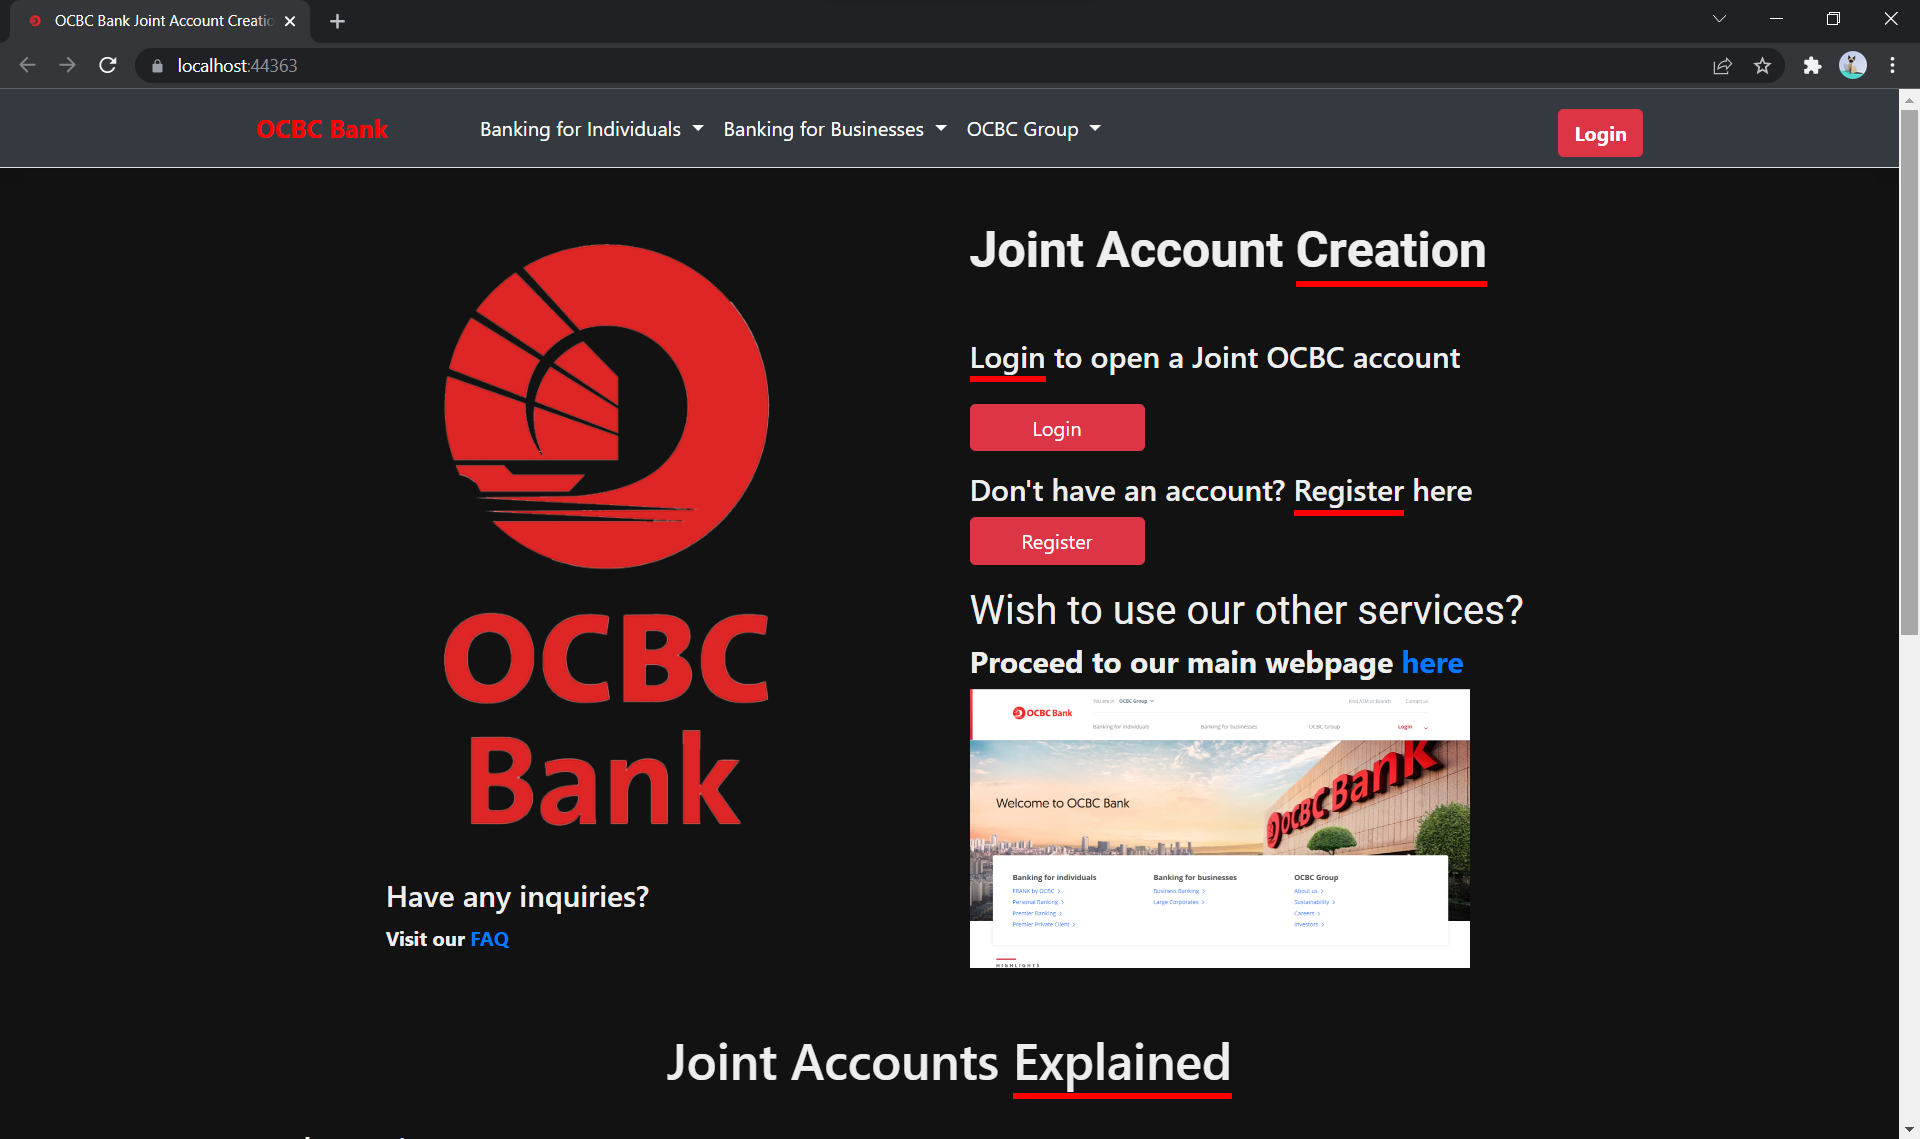 OCBC Bank Joint Account Creatio
localhost:44363
OCBC Bank
Banking for Individuals
Banking for Businesses
OCBC Group
Login
Joint Account Creation
Login to open a Joint OCBC account
Login
Don't have an account? Register here
Register
Wish to use our other services?
Proceed to our main webpage here
You are in OCBC Group
Find ATM or Branch
Contact us
OCBC Bank
Banking for individuals
Banking for businesses
OCBC Group
Login
OCBC Bank
Welcome to OCBC Bank
Banking for individuals
FRANK by OCBC >
Personal Banking >
Premier Banking >
Premier Private Client >
Banking for businesses
Business Banking >
Large Corporates >
OCBC Group
About us >
Sustainability >
Careers >
Investors >
HIGHLIGHTS
OCBC
Bank
Have any inquiries?
Visit our FAQ
Joint Accounts Explained